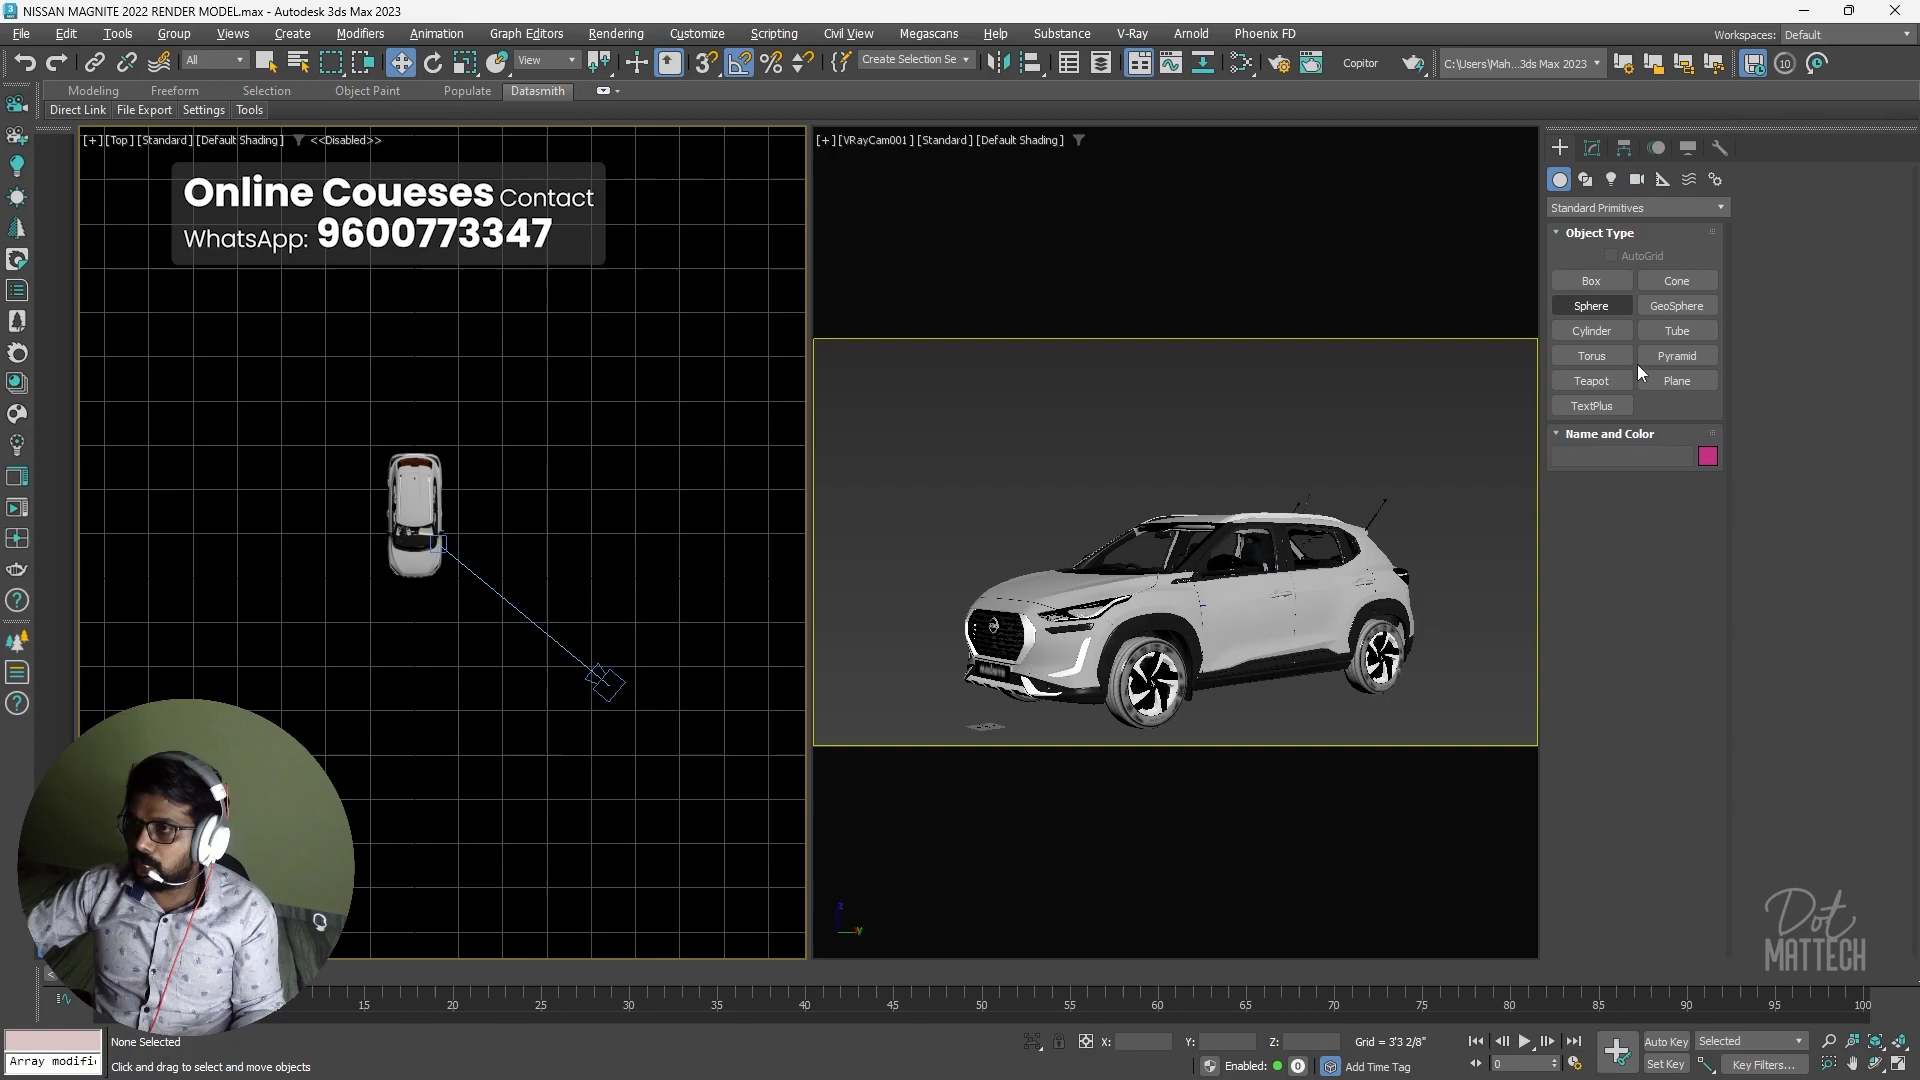 NISSAN MAGNITE 2022 RENDER MODEL.max - Autodesk 3ds Max 2023
File Edit Tools Group Views Create Modifiers Animation Graph Editors Rendering Customize Scripting Civil View Megascans Help Substance V-Ray Arnold Phoenix FD
Workspaces: Default
All View Create Selection Se Copitor C:\Users\Mah...3ds Max 2023 10
Modeling Freeform Selection Object Paint Populate Datasmith
Direct Link File Export Settings Tools
[+] [Top] [Standard] [Default Shading] <<Disabled>>
[+] [VRayCam001] [Standard] [Default Shading]
Online Coueses Contact
WhatsApp: 9600773347
Standard Primitives
Object Type
AutoGrid
Box Cone
Sphere GeoSphere
Cylinder Tube
Torus Pyramid
Teapot Plane
TextPlus
Name and Color
z
y
Dot
MATTECH
15 20 25 30 35 40 45 50 55 60 65 70 75 80 85 90 95 100
None Selected
X: Y: Z: Grid = 3'3 2/8"
Auto Key Selected
Array modifi
Click and drag to select and move objects
Enabled: 0 Add Time Tag
0
Set Key Key Filters...